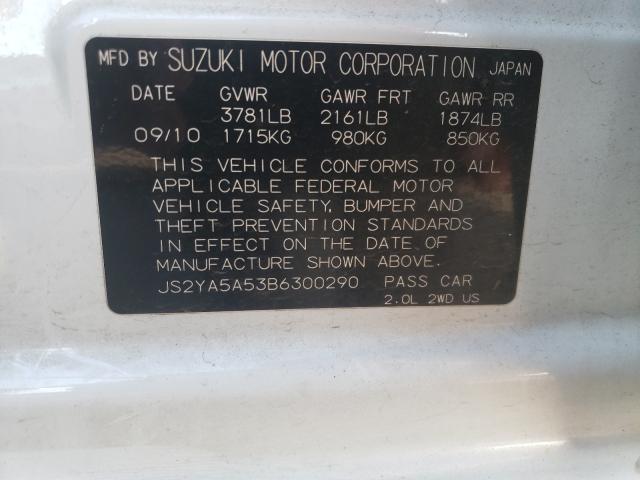 MFD BY SUZUKI MOTOR CORPORATION JAPAN
DATE GVWR GAWR FRT GAWR RR
3781LB 2161LB 1874LB
09/10 1715KG 980KG 850KG
THIS VEHICLE CONFORMS TO ALL
APPLICABLE FEDERAL MOTOR
VEHICLE SAFETY, BUMPER AND
THEFT PREVENTION STANDARDS
IN EFFECT ON THE DATE OF
MANUFACTURE SHOWN ABOVE.
JS2YA5A53B6300290 PASS CAR
2.0L 2WD US